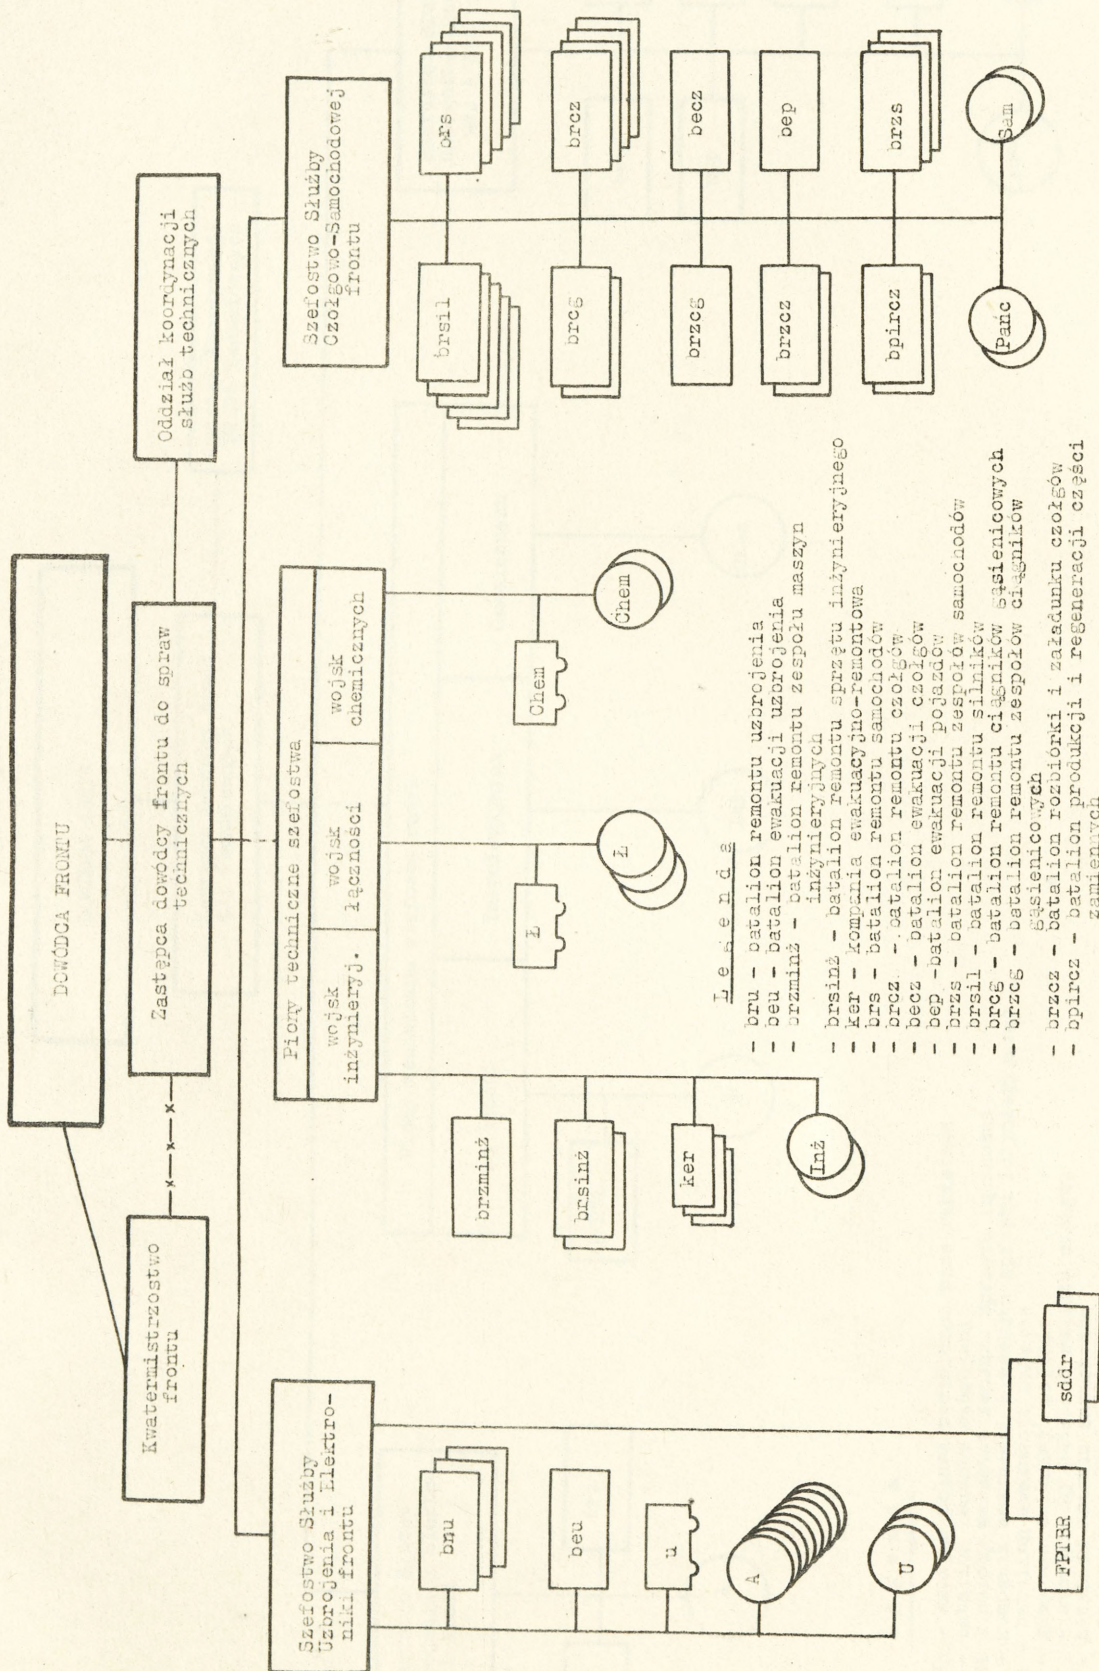 DOWÓDCA FRONTU
Kwatermistrzostwo
frontu
Zastępca dowódcy frontu do spraw
technicznych
Oddział koordynacji
służb technicznych
Szefostwo Służby
Uzbrojenia i Elektro-
niki frontu
Piony techniczne szefostwa
wojsk
inżynieryj.
wojsk
łączności
wojsk
chemicznych
Szefostwo Służby
Czołgowo-Samochodowej
frontu
bnu
beu
u
A
U
FPTER
sddr
brzminż
brsinż
ker
Inż
Ł
Ł
Chem
Chem
brsil
brs
brcg
brcz
brzcg
becz
brzcz
bep
bpircz
brzs
Panc
Sam
L e g e n d a
- bru - batalion remontu uzbrojenia
- beu - batalion ewakuacji uzbrojenia
- brzminż - batalion remontu zespołu maszyn
inżynieryjnych
- brsinż - batalion remontu sprzętu inżynieryjnego
- ker - kompania ewakuacyjno-remontowa
- brs - batalion remontu samochodów
- brcz - batalion remontu czołgów
- becz - batalion ewakuacji czołgów
- bep -batalion ewakuacji pojazdów
- brzs - batalion remontu zespołów samochodów
- brsil - batalion remontu silników
- brcg - batalion remontu ciągników gąsienicowych
- brzcg - batalion remontu zespołów ciągników
gąsienicowych
- brzcz - batalion rozbiórki i załadunku czołgów
- bpircz - batalion produkcji i regeneracji części
zamiennych